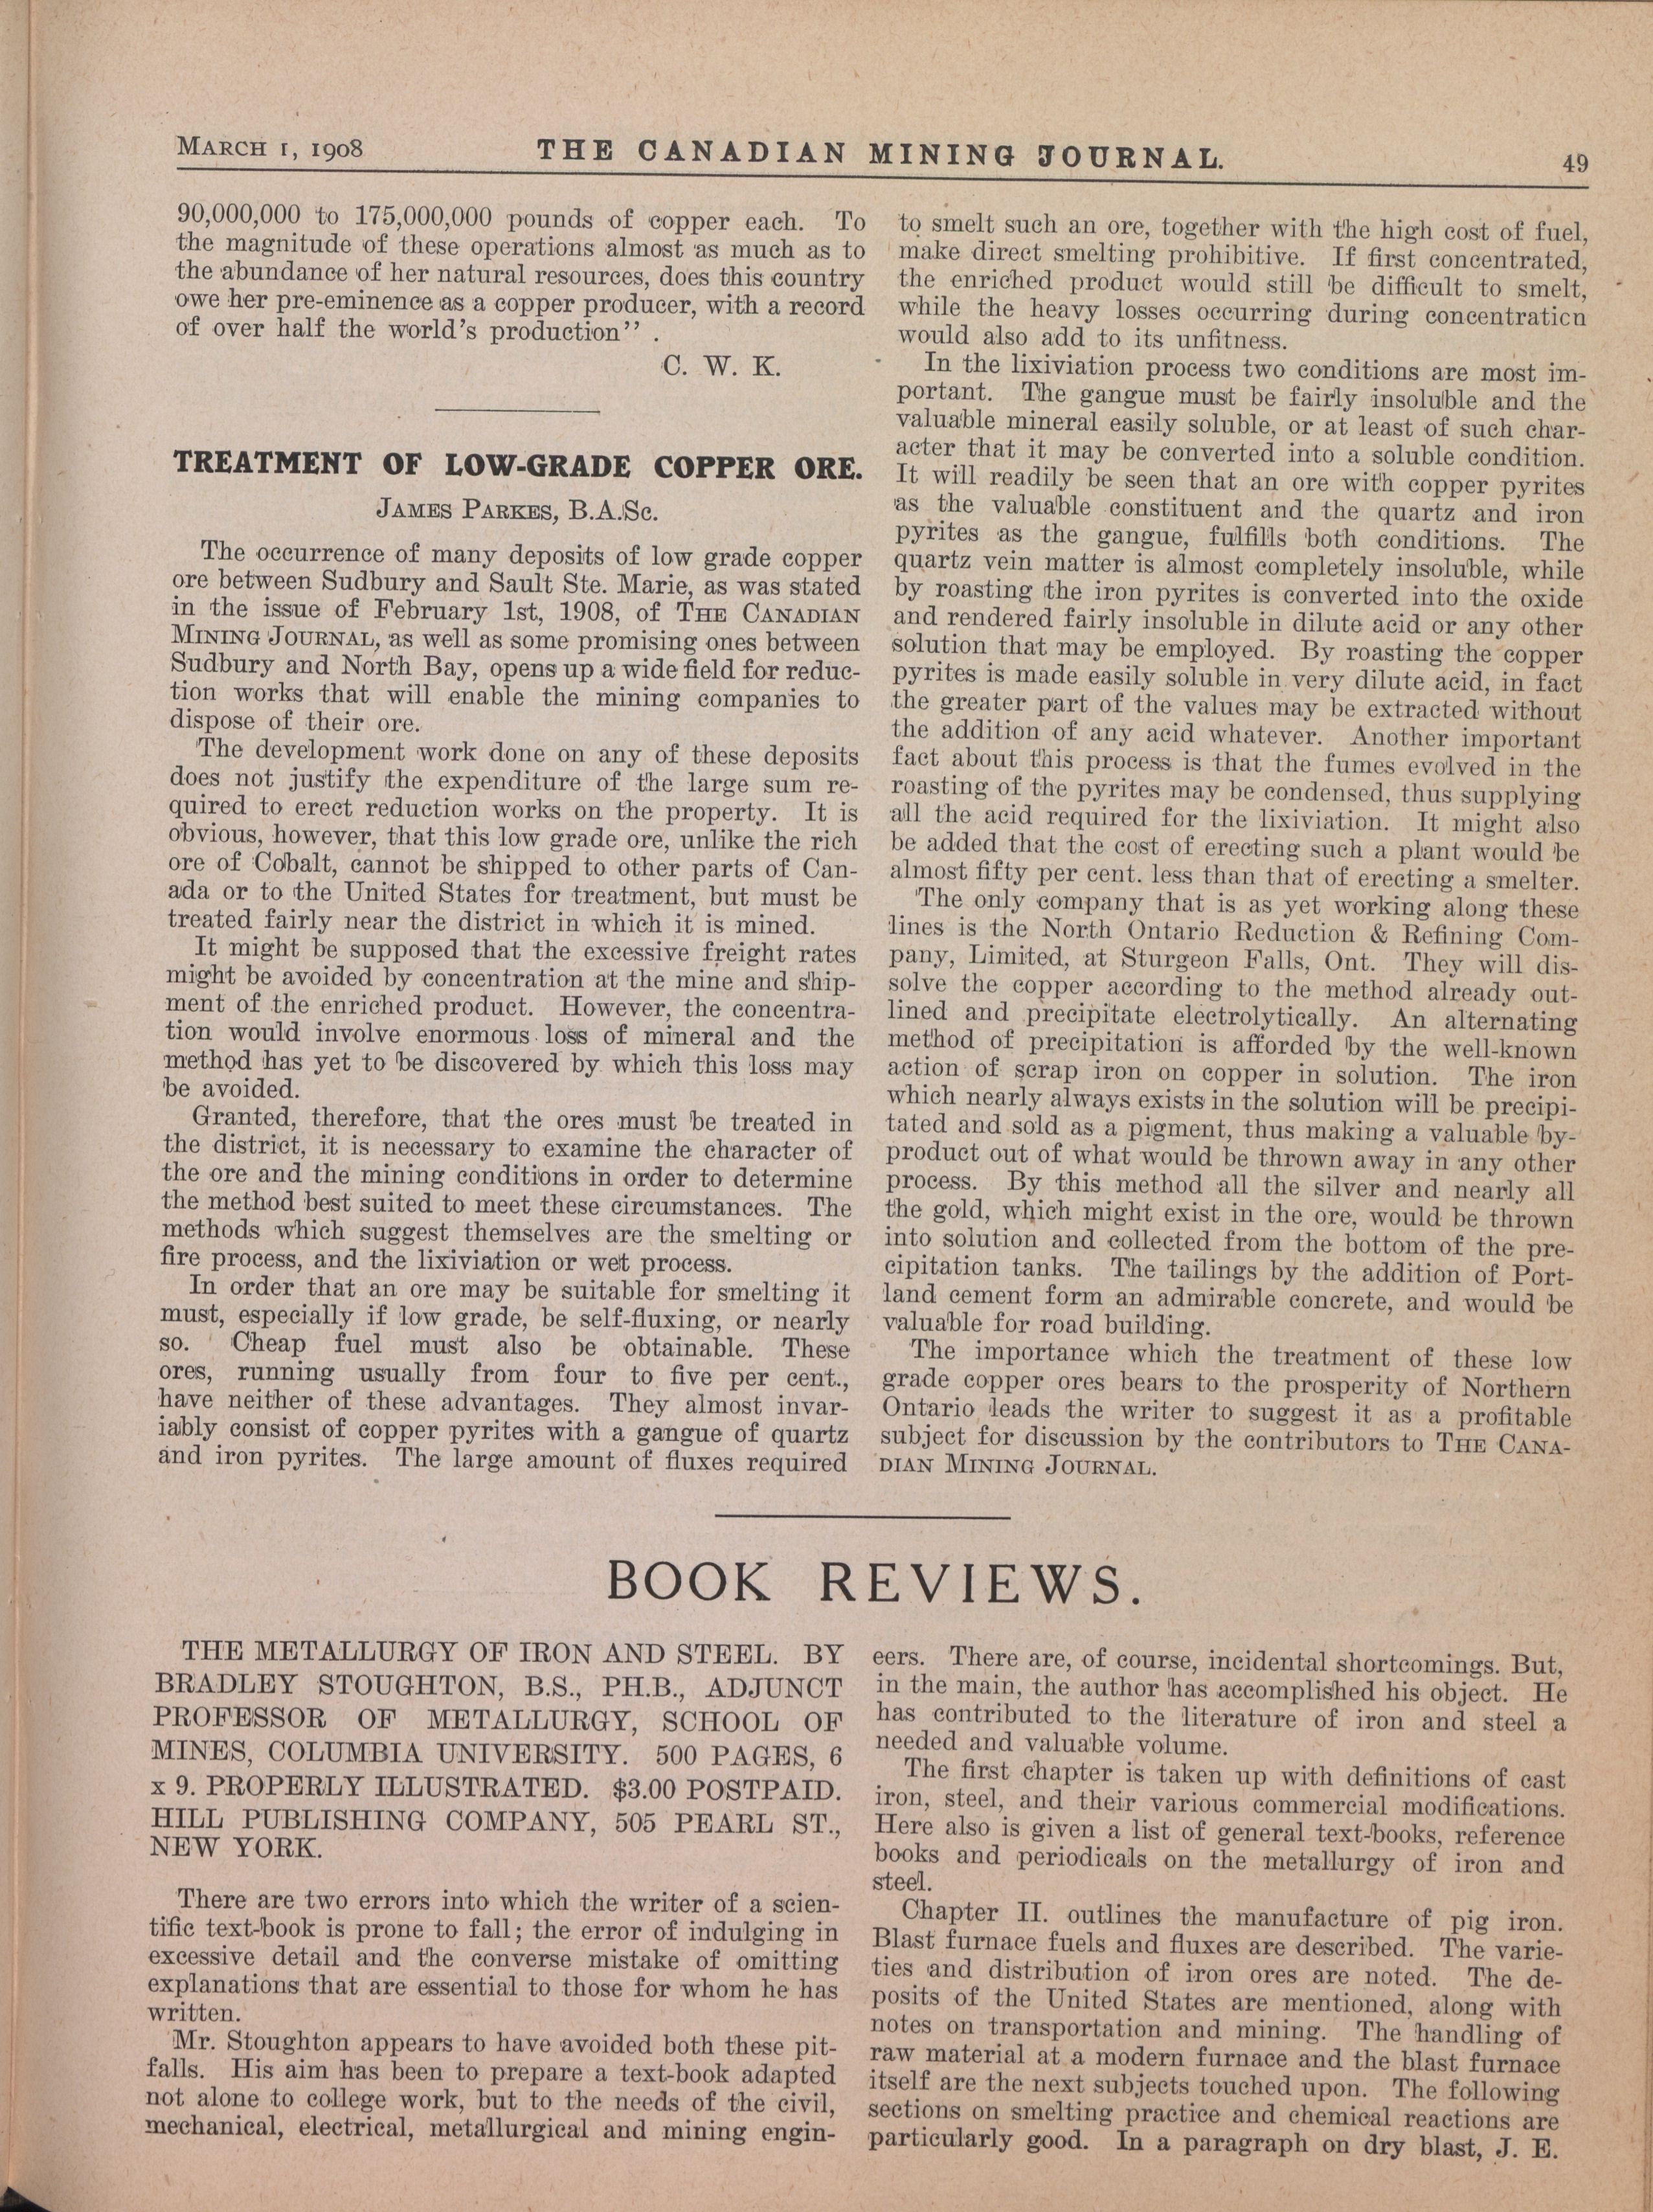 MARCH 1, 1908
THE CANADIAN MINING JOURNAL.
49
90,000,000 to 175,000,000 pounds of copper each. To
the magnitude of these operations almost as much as to
the abundance of her natural resources, does this country
owe her pre-eminence as a copper producer, with a record
of over half the world's production'' .
C. W. K.
TREATMENT OF LOW-GRADE COPPER ORE.
JAMES PARKES, B.A.Sc.
The occurrence of many deposits of low grade copper
ore between Sudbury and Sault Ste. Marie, as was stated
in the issue of February 1st, 1908, of THE CANADIAN
MINING JOURNAL, as well as some promising ones between
Sudbury and North Bay, opens up a wide field for reduc-
tion works that will enable the mining companies to
dispose of their ore.
The development work done on any of these deposits
does not justify the expenditure of the large sum re-
quired to erect reduction works on the property. It is
obvious, however, that this low grade ore, unlike the rich
ore of Cobalt, cannot be shipped to other parts of Can-
ada or to the United States for treatment, but must be
treated fairly near the district in which it is mined.
It might be supposed that the excessive freight rates
might be avoided by concentration at the mine and ship-
ment of the enriched product. However, the concentra-
tion would involve enormous loss of mineral and the
method has yet to be discovered by which this loss may
be avoided.
Granted, therefore, that the ores must be treated in
the district, it is necessary to examine the character of
the ore and the mining conditions in order to determine
the method best suited to meet these circumstances. The
methods which suggest themselves are the smelting or
fire process, and the lixiviation or wet process.
In order that an ore may be suitable for smelting it
must, especially if low grade, be self-fluxing, or nearly
so. Cheap fuel must also be obtainable. These
ores, running usually from four to five per cent.,
have neither of these advantages. They almost invar-
iably consist of copper pyrites with a gangue of quartz
and iron pyrites. The large amount of fluxes required
to smelt such an ore, together with the high cost of fuel,
make direct smelting prohibitive. If first concentrated,
the enriched product would still be difficult to smelt,
while the heavy losses occurring during concentration
would also add to its unfitness.
In the lixiviation process two conditions are most im-
portant. The gangue must be fairly insoluble and the
valuable mineral easily soluble, or at least of such char-
acter that it may be converted into a soluble condition.
It will readily be seen that an ore with copper pyrites
as the valuable constituent and the quartz and iron
pyrites as the gangue, fulfills both conditions. The
quartz vein matter is almost completely insoluble, while
by roasting the iron pyrites is converted into the oxide
and rendered fairly insoluble in dilute acid or any other
solution that may be employed. By roasting the copper
pyrites is made easily soluble in very dilute acid, in fact
the greater part of the values may be extracted without
the addition of any acid whatever. Another important
fact about this process is that the fumes evolved in the
roasting of the pyrites may be condensed, thus supplying
all the acid required for the lixiviation. It might also
be added that the cost of erecting such a plant would be
almost fifty per cent. less than that of erecting a smelter.
The only company that is as yet working along these
lines is the North Ontario Reduction & Refining Com-
pany, Limited, at Sturgeon Falls, Ont. They will dis-
solve the copper according to the method already out-
lined and precipitate electrolytically. An alternating
method of precipitation is afforded by the well-known
action of scrap iron on copper in solution. The iron
which nearly always exists in the solution will be precipi-
tated and sold as a pigment, thus making a valuable by-
product out of what would be thrown away in any other
process. By this method all the silver and nearly all
the gold, which might exist in the ore, would be thrown
into solution and collected from the bottom of the pre-
cipitation tanks. The tailings by the addition of Port-
land cement form an admirable concrete, and would be
valuable for road building.
The importance which the treatment of these low
grade copper ores bears to the prosperity of Northern
Ontario leads the writer to suggest it as a profitable
subject for discussion by the contributors to THE CANA-
DIAN MINING JOURNAL.
BOOK REVIEWS.
THE METALLURGY OF IRON AND STEEL. BY
BRADLEY STOUGHTON, B.S., PH.B., ADJUNCT
PROFESSOR OF METALLURGY, SCHOOL OF
MINES, COLUMBIA UNIVERSITY. 500 PAGES, 6
x 9. PROPERLY ILLUSTRATED. $3.00 POSTPAID.
HILL PUBLISHING COMPANY, 505 PEARL ST.,
NEW YORK.
There are two errors into which the writer of a scien-
tific text-book is prone to fall; the error of indulging in
excessive detail and the converse mistake of omitting
explanations that are essential to those for whom he has
written.
Mr. Stoughton appears to have avoided both these pit-
falls. His aim has been to prepare a text-book adapted
not alone to college work, but to the needs of the civil,
mechanical, electrical, metallurgical and mining engin-
eers. There are, of course, incidental shortcomings. But,
in the main, the author has accomplished his object. He
has contributed to the literature of iron and steel a
needed and valuable volume.
The first chapter is taken up with definitions of cast
iron, steel, and their various commercial modifications.
Here also is given a list of general text-books, reference
books and periodicals on the metallurgy of iron and
steel.
Chapter II. outlines the manufacture of pig iron.
Blast furnace fuels and fluxes are described. The varie-
ties and distribution of iron ores are noted. The de-
posits of the United States are mentioned, along with
notes on transportation and mining. The handling of
raw material at a modern furnace and the blast furnace
itself are the next subjects touched upon. The following
sections on smelting practice and chemical reactions are
particularly good. In a paragraph on dry blast, J. E.